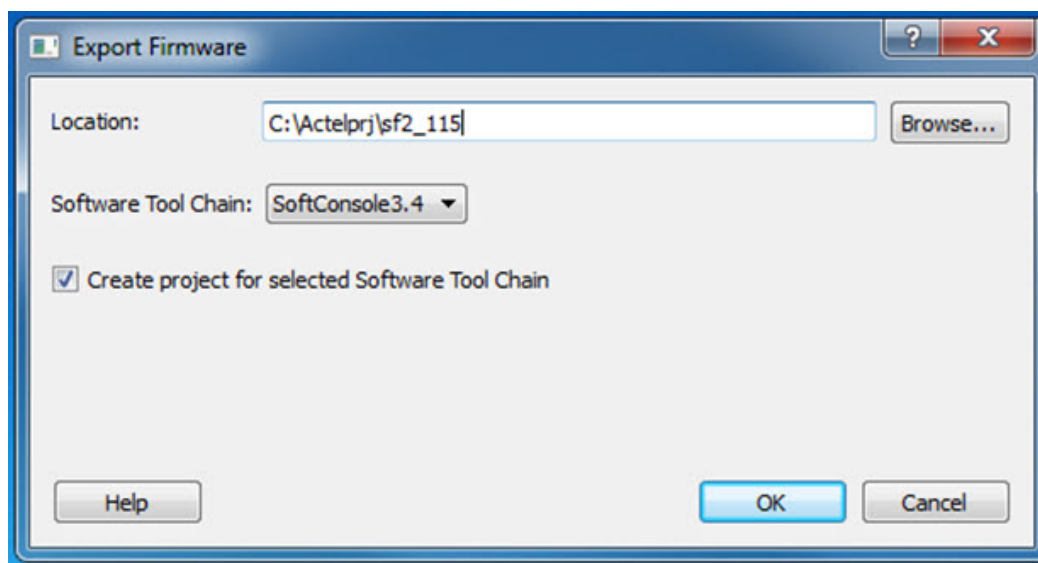 Export Firmware
Location: C:\Actelprj\sf2_115 Browse...
Software Tool Chain: SoftConsole3.4
Create project for selected Software Tool Chain
Help OK Cancel